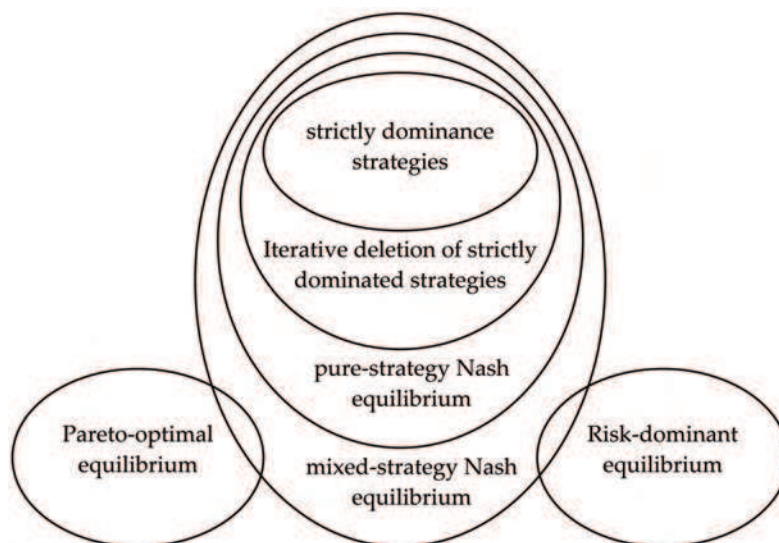 strictly dominance
strategies
Iterative deletion of strictly
dominated strategies
pure-strategy Nash
equilibrium
Pareto-optimal
equilibrium
Risk-dominant
equilibrium
mixed-strategy Nash
equilibrium